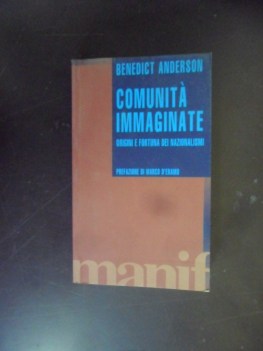 BENEDICT ANDERSON
COMUNITÀ
IMMAGINATE
ORIGINI E FORTUNA DEI NAZIONALISMI
PREFAZIONE DI MARCO D'ERAMO
manif